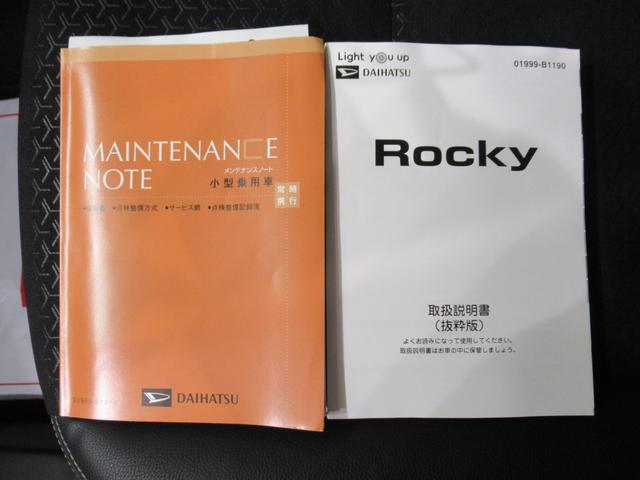 MAINTENANCE
NOTE
メンテナンスノート
小型乗用車
常時
携行
•点検整備方式 •サービス網 •点検整備記録簿
DAIHATSU
Light you up
DAIHATSU
01999-B1190
Rocky
取扱説明書
(抜粋版)
よくお読みになって使用してください。
取扱説明書はお車の中に保管しましょう。